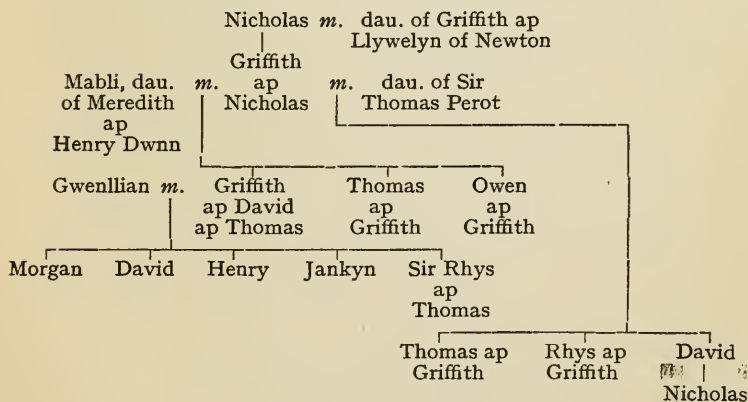 Nicholas m. dau. of Griffith ap
Llywelyn of Newton
Griffith
ap
Nicholas
Mabli, dau. m.
of Meredith
ap
Henry Dwnn
m. dau. of Sir
Thomas Perot
Gwenllian m.
Griffith
ap David
ap Thomas
Thomas
ap
Griffith
Owen
ap
Griffith
Morgan
David
Henry
Jankyn
Sir Rhys
ap
Thomas
Thomas ap
Griffith
Rhys ap
Griffith
David
Nicholas